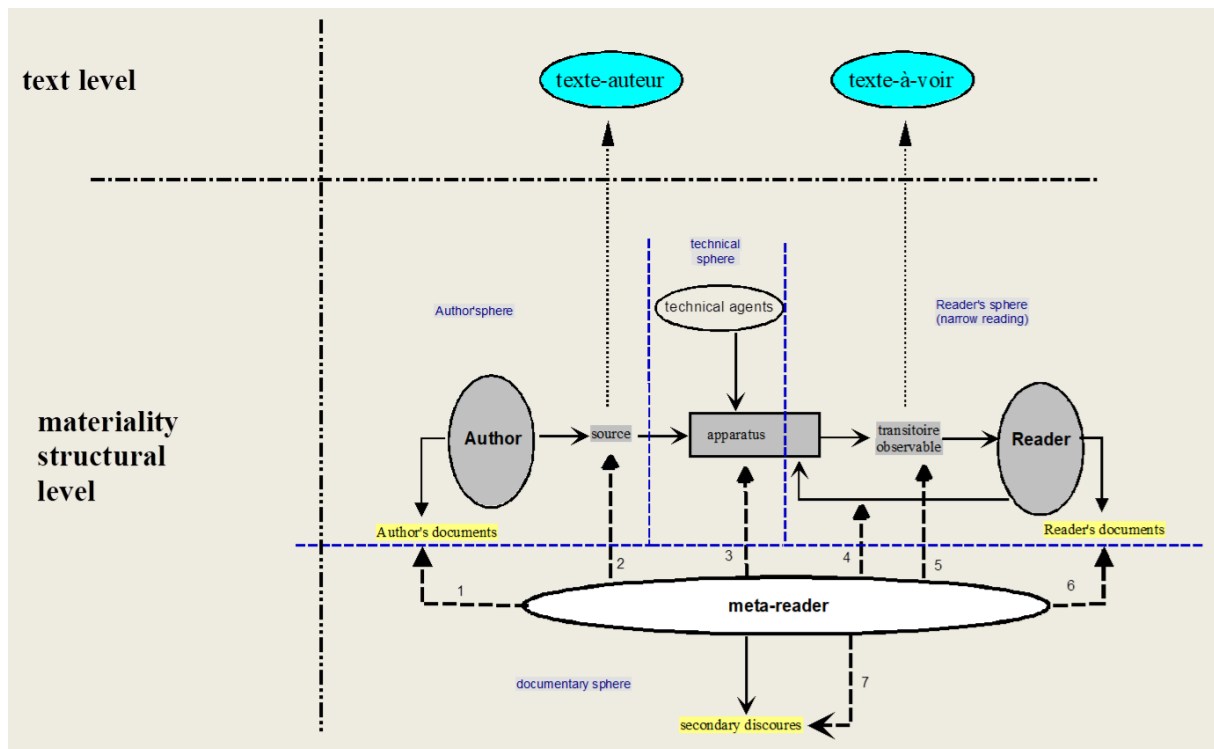 texte-auteur
texte-à-voir
text level
technical
sphere
Author'sphere
technical agents
Reader's sphere
(narrow reading)
materiality
structural
level
Author
source
apparatus
transitoire
observable
Reader
Author's documents
Reader's documents
1
2
3
4
5
6
meta-reader
7
documentary sphere
secondary discoures